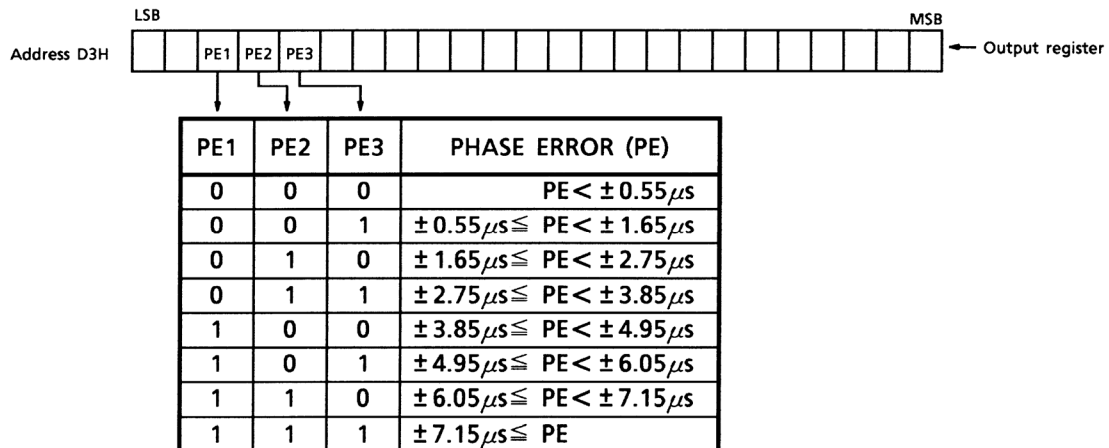 LSB MSB
Address D3H PE1 PE2 PE3 Output register
PE1 PE2 PE3 PHASE ERROR (PE)
0 0 0 PE< ±0.55μs
0 0 1 ±0.55μs≦ PE< ±1.65μs
0 1 0 ±1.65μs≦ PE< ±2.75μs
0 1 1 ±2.75μs≦ PE< ±3.85μs
1 0 0 ±3.85μs≦ PE< ±4.95μs
1 0 1 ±4.95μs≦ PE< ±6.05μs
1 1 0 ±6.05μs≦ PE< ±7.15μs
1 1 1 ±7.15μs≦ PE